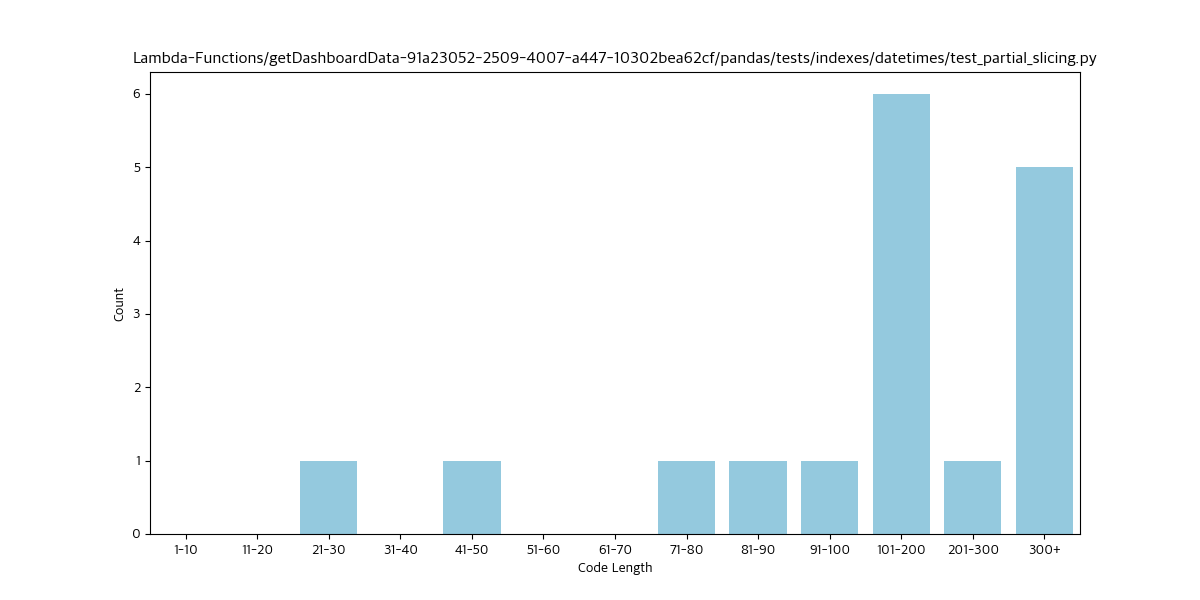 Lambda-Functions/getDashboardData-91a23052-2509-4007-a447-10302bea62cf/pandas/tests/indexes/datetimes/test_partial_slicing.py
6
5
4
3
2
1
0
Count
1-10 11-20 21-30 31-40 41-50 51-60 61-70 71-80 81-90 91-100 101-200 201-300 300+
Code Length